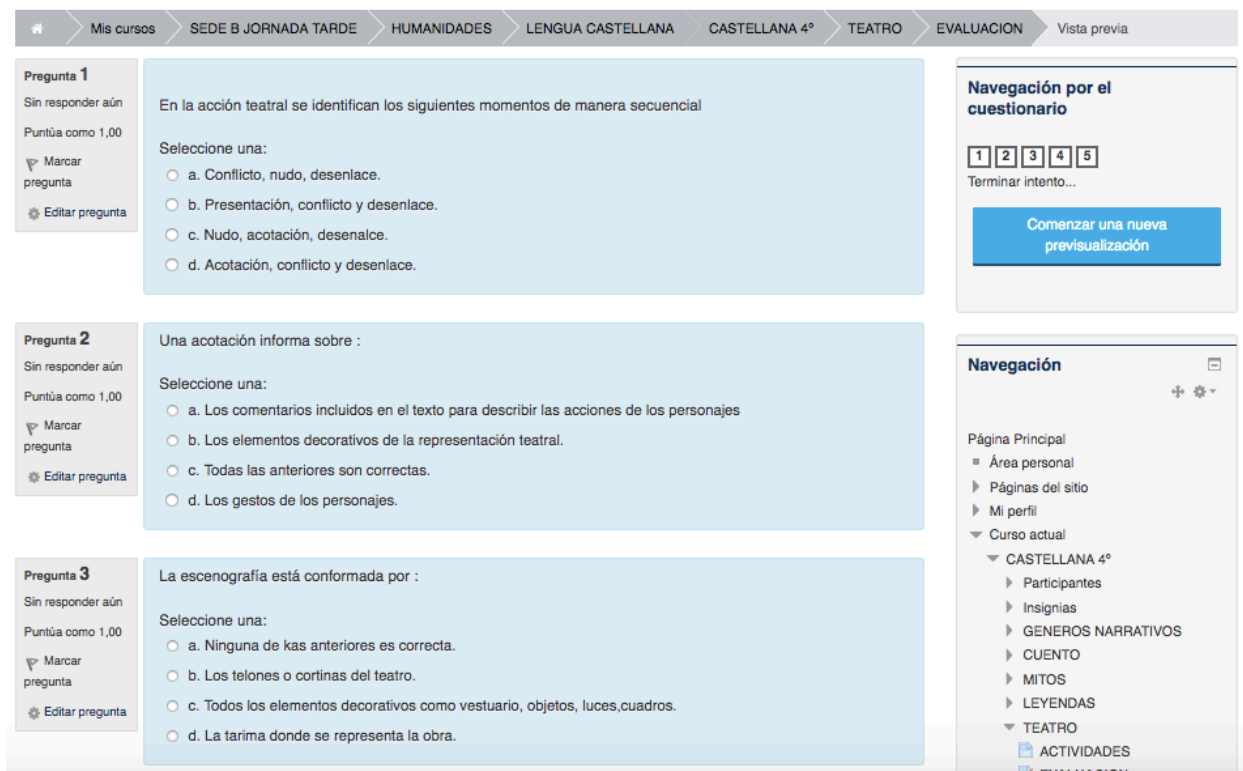 Mis cursos SEDE B JORNADA TARDE HUMANIDADES LENGUA CASTELLANA CASTELLANA 4º TEATRO EVALUACION Vista previa
Pregunta 1
Sin responder aún
Puntúa como 1,00
Marcar
pregunta
Editar pregunta
En la acción teatral se identifican los siguientes momentos de manera secuencial
Seleccione una:
a. Conflicto, nudo, desenlace.
b. Presentación, conflicto y desenlace.
c. Nudo, acotación, desenalce.
d. Acotación, conflicto y desenlace.
Pregunta 2
Sin responder aún
Puntúa como 1,00
Marcar
pregunta
Editar pregunta
Una acotación informa sobre :
Seleccione una:
a. Los comentarios incluidos en el texto para describir las acciones de los personajes
b. Los elementos decorativos de la representación teatral.
c. Todas las anteriores son correctas.
d. Los gestos de los personajes.
Pregunta 3
Sin responder aún
Puntúa como 1,00
Marcar
pregunta
Editar pregunta
La escenografía está conformada por :
Seleccione una:
a. Ninguna de kas anteriores es correcta.
b. Los telones o cortinas del teatro.
c. Todos los elementos decorativos como vestuario, objetos, luces,cuadros.
d. La tarima donde se representa la obra.
Navegación por el
cuestionario
1 2 3 4 5
Terminar intento...
Comenzar una nueva
previsualización
Navegación
Página Principal
Área personal
Páginas del sitio
Mi perfil
Curso actual
CASTELLANA 4º
Participantes
Insignias
GENEROS NARRATIVOS
CUENTO
MITOS
LEYENDAS
TEATRO
ACTIVIDADES